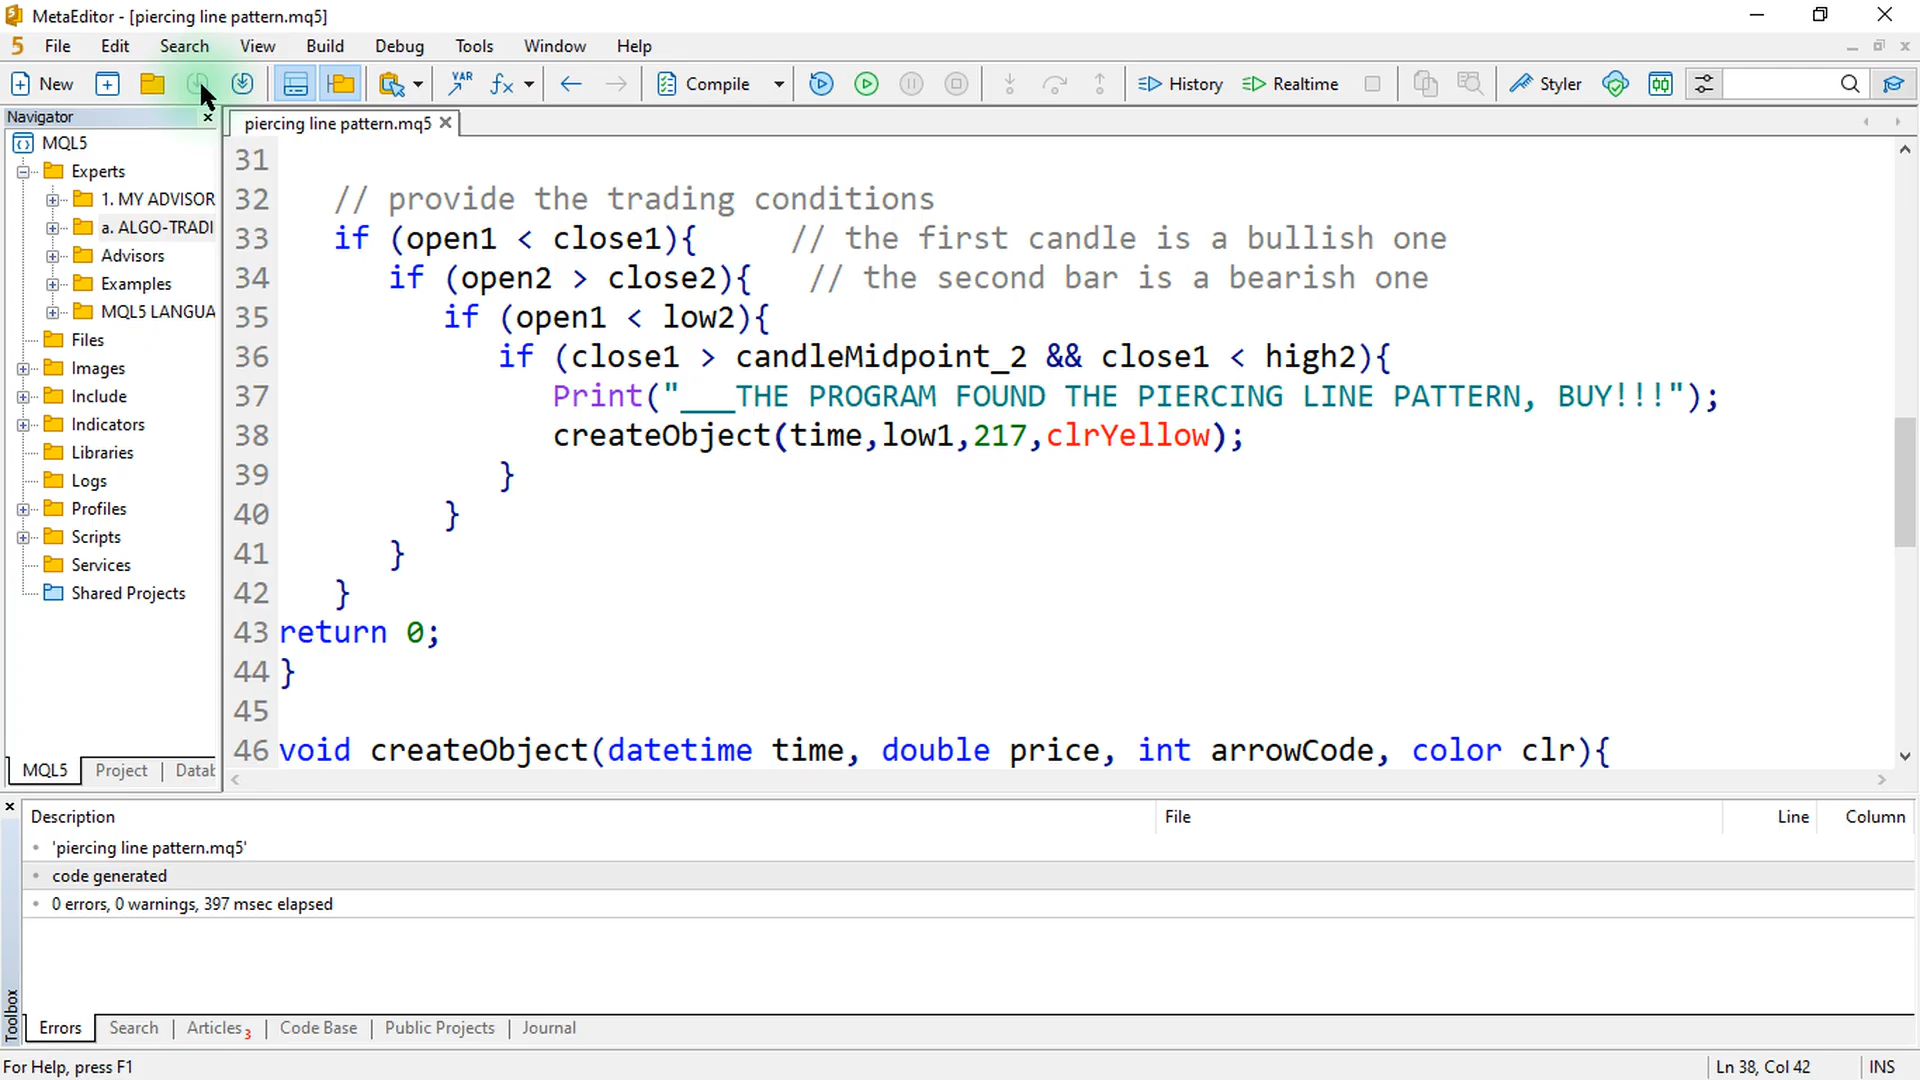 MetaEditor - [piercing line pattern.mq5]
5 File Edit Search View Build Debug Tools Window Help
New VAR fx Compile History Realtime Styler
Navigator
piercing line pattern.mq5
MQL5
Experts
1. MY ADVISOR
a. ALGO-TRADI
Advisors
Examples
MQL5 LANGUA
Files
Images
Include
Indicators
Libraries
Logs
Profiles
Scripts
Services
Shared Projects
MQL5 Project Datab
31
32 // provide the trading conditions
33 if (open1 < close1){ // the first candle is a bullish one
34 if (open2 > close2){ // the second bar is a bearish one
35 if (open1 < low2){
36 if (close1 > candleMidpoint_2 && close1 < high2){
37 Print("___THE PROGRAM FOUND THE PIERCING LINE PATTERN, BUY!!!");
38 createObject(time,low1,217,clrYellow);
39 }
40 }
41 }
42 }
43 return 0;
44 }
45
46 void createObject(datetime time, double price, int arrowCode, color clr){
Description File Line Column
'piercing line pattern.mq5'
code generated
0 errors, 0 warnings, 397 msec elapsed
Toolbox
Errors Search Articles 3 Code Base Public Projects Journal
For Help, press F1 Ln 38, Col 42 INS